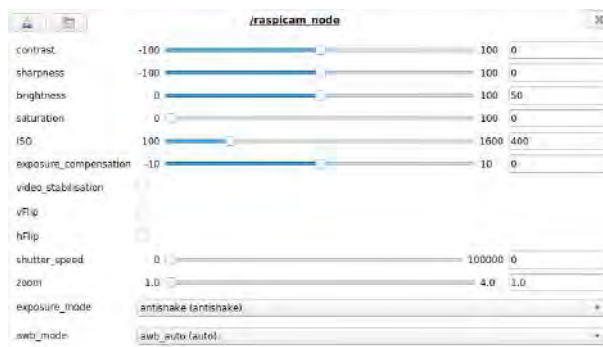 /raspicam_node
contrast -100 100 0
sharpness -100 100 0
brightness 0 100 50
saturation 0 100 0
ISO 100 1600 400
exposure_compensation -10 10 0
video_stabilisation
vFlip
hFlip
shutter_speed 0 100000 0
zoom 1.0 4.0 1.0
exposure_mode antishake (antishake)
awb_mode awb_auto (auto)